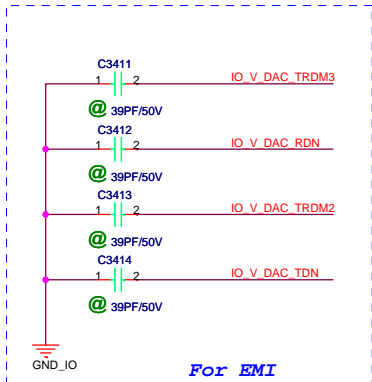 C3411
1 2 IO_V_DAC_TRDM3
@ 39PF/50V
C3412
1 2 IO_V_DAC_RDN
@ 39PF/50V
C3413
1 2 IO_V_DAC_TRDM2
@ 39PF/50V
C3414
1 2 IO_V_DAC_TDN
@ 39PF/50V
GND_IO
For EMI